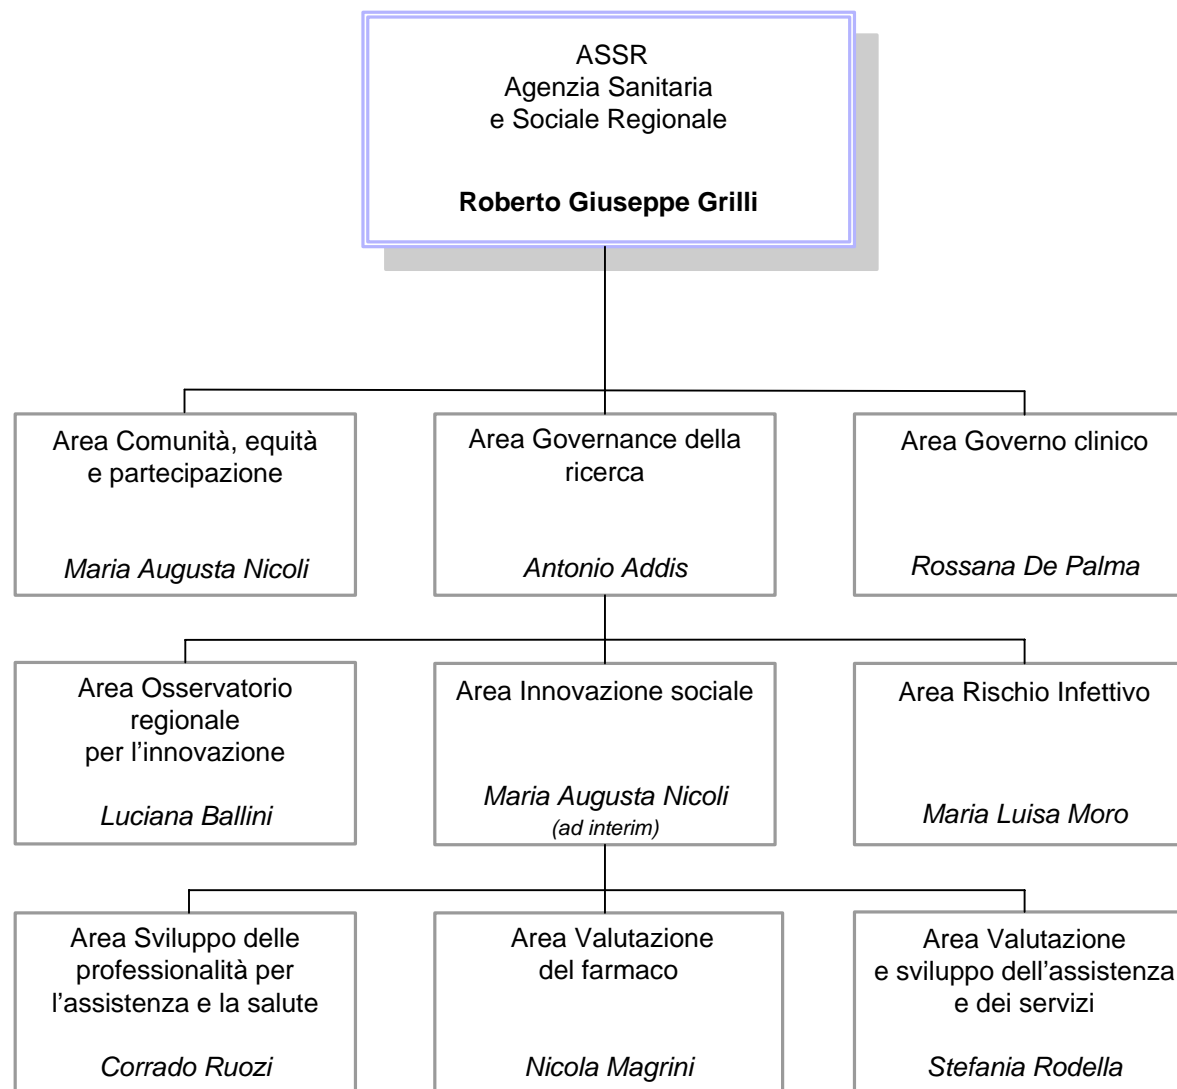 ASSR
Agenzia Sanitaria
e Sociale Regionale
Roberto Giuseppe Grilli
Area Comunità, equità
e partecipazione
Maria Augusta Nicoli
Area Governance della
ricerca
Antonio Addis
Area Governo clinico
Rossana De Palma
Area Osservatorio
regionale
per l’innovazione
Luciana Ballini
Area Innovazione sociale
Maria Augusta Nicoli
(ad interim)
Area Rischio Infettivo
Maria Luisa Moro
Area Sviluppo delle
professionalità per
l’assistenza e la salute
Corrado Ruozi
Area Valutazione
del farmaco
Nicola Magrini
Area Valutazione
e sviluppo dell’assistenza
e dei servizi
Stefania Rodella